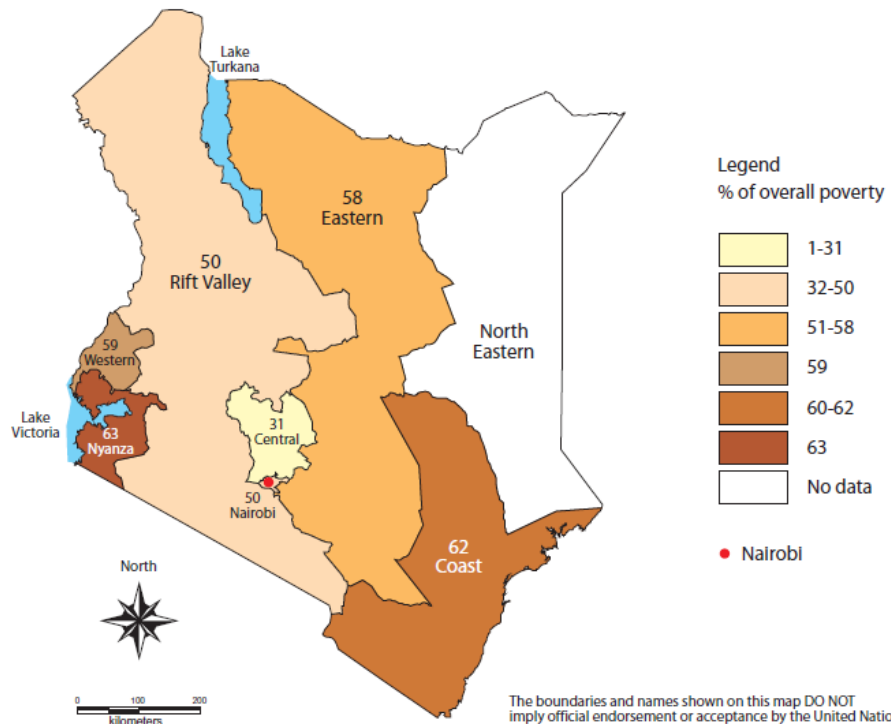 Lake
Turkana
58
Eastern
50
Rift Valley
North
Eastern
59
Western
Lake
Victoria
63
Nyanza
31
Central
50
Nairobi
62
Coast
Legend
% of overall poverty
1-31
32-50
51-58
59
60-62
63
No data
Nairobi
North
0 100 200
kilometers
The boundaries and names shown on this map DO NOT
imply official endorsement or acceptance by the United